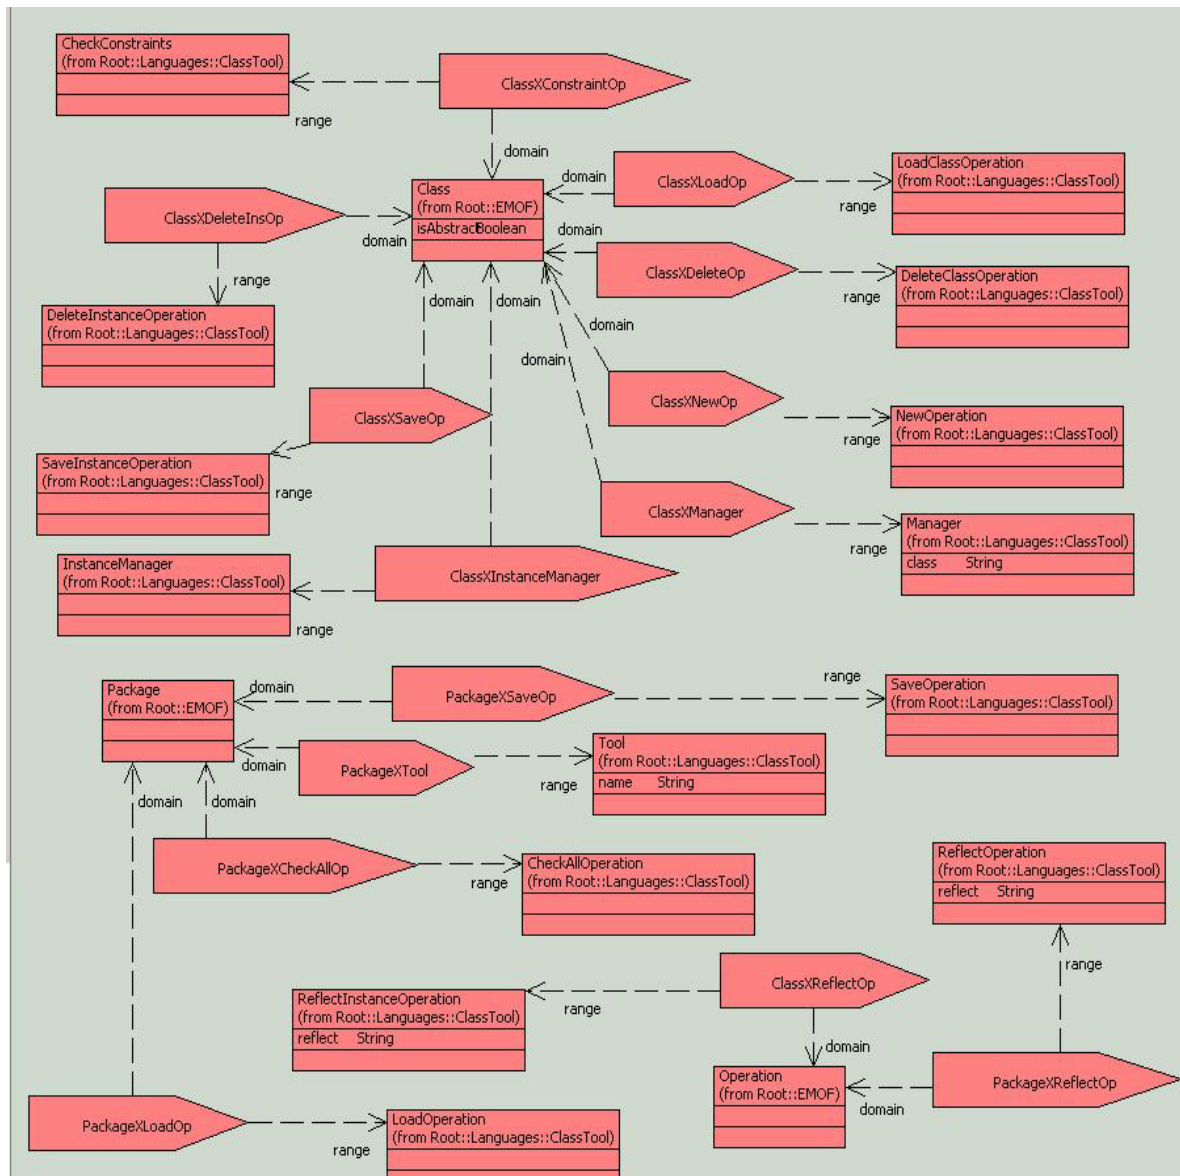 CheckConstraints
(from Root::Languages::ClassTool)
range
ClassXConstraintOp
domain
Class
(from Root::EMOF)
isAbstract Boolean
domain
ClassXLoadOp
range
LoadClassOperation
(from Root::Languages::ClassTool)
ClassXDeleteInsOp
domain
range
DeleteInstanceOperation
(from Root::Languages::ClassTool)
domain
ClassXDeleteOp
range
DeleteClassOperation
(from Root::Languages::ClassTool)
domain
domain
domain
domain
ClassXSaveOp
range
SaveInstanceOperation
(from Root::Languages::ClassTool)
ClassXNewOp
range
NewOperation
(from Root::Languages::ClassTool)
ClassXManager
range
Manager
(from Root::Languages::ClassTool)
class String
InstanceManager
(from Root::Languages::ClassTool)
range
ClassXInstanceManager
Package
(from Root::EMOF)
domain
PackageXSaveOp
range
SaveOperation
(from Root::Languages::ClassTool)
domain
PackageXTool
range
Tool
(from Root::Languages::ClassTool)
name String
domain
domain
PackageXCheckAllOp
range
CheckAllOperation
(from Root::Languages::ClassTool)
ReflectOperation
(from Root::Languages::ClassTool)
reflect String
range
ReflectInstanceOperation
(from Root::Languages::ClassTool)
reflect String
range
ClassXReflectOp
domain
Operation
(from Root::EMOF)
domain
PackageXReflectOp
PackageXLoadOp
range
LoadOperation
(from Root::Languages::ClassTool)